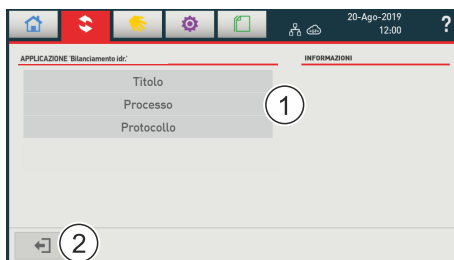 20-Ago-2019
12:00
?
APPLICAZIONE 'Bilanciamento idr.'
INFORMAZIONI
Titolo
Processo
Protocollo
1
2